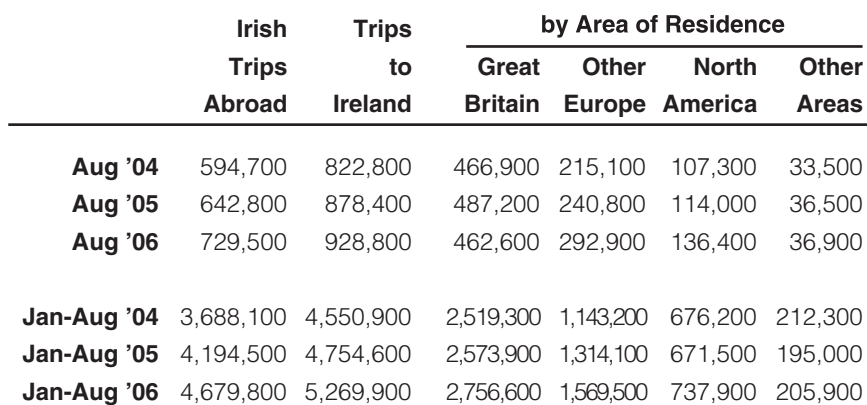 Irish Trips by Area of Residence
Trips to Great Other North Other
Abroad Ireland Britain Europe America Areas
Aug ’04 594,700 822,800 466,900 215,100 107,300 33,500
Aug ’05 642,800 878,400 487,200 240,800 114,000 36,500
Aug ’06 729,500 928,800 462,600 292,900 136,400 36,900
Jan-Aug ’04 3,688,100 4,550,900 2,519,300 1,143,200 676,200 212,300
Jan-Aug ’05 4,194,500 4,754,600 2,573,900 1,314,100 671,500 195,000
Jan-Aug ’06 4,679,800 5,269,900 2,756,600 1,569,500 737,900 205,900